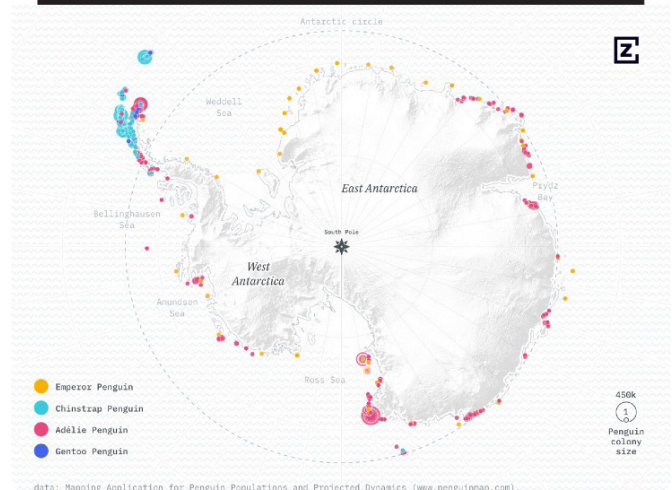 Antarctic circle
Z
Weddell
Sea
East Antarctica
Prydz
Bay
Bellinghausen
Sea
South Pole
West
Antarctica
Amundsen
Sea
Ross Sea
Emperor Penguin
Chinstrap Penguin
Adélie Penguin
Gentoo Penguin
450k
1
Penguin
colony
size
data: Mapping Application for Penguin Populations and Projected Dynamics (www.penguinmap.com).